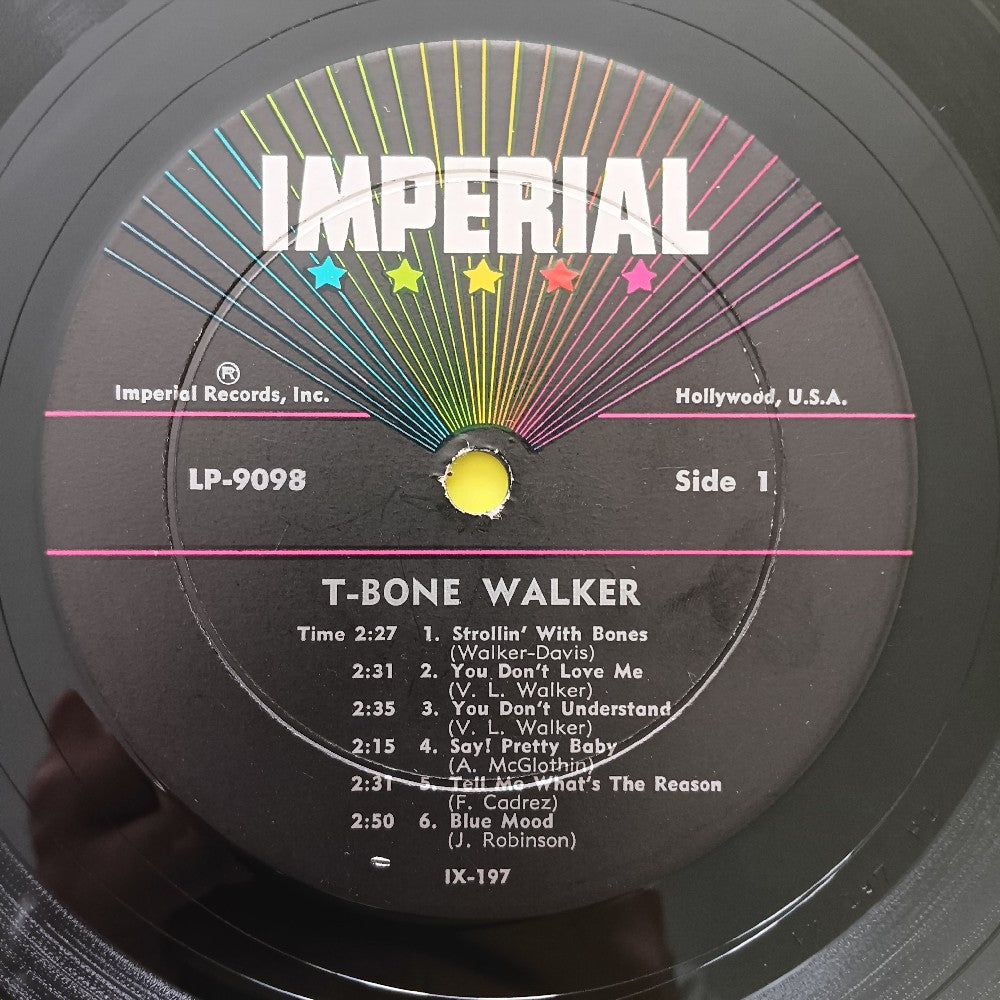 IMPERIAL
®
Imperial Records, Inc. Hollywood, U.S.A.
LP-9098 Side 1
T-BONE WALKER
Time 2:27 1. Strollin' With Bones
(Walker-Davis)
2:31 2. You Don't Love Me
(V. L. Walker)
2:35 3. You Don't Understand
(V. L. Walker)
2:15 4. Say! Pretty Baby
(A. McGlothin)
2:31 5. Tell Me What's The Reason
(F. Cadrez)
2:50 6. Blue Mood
(J. Robinson)
IX-197